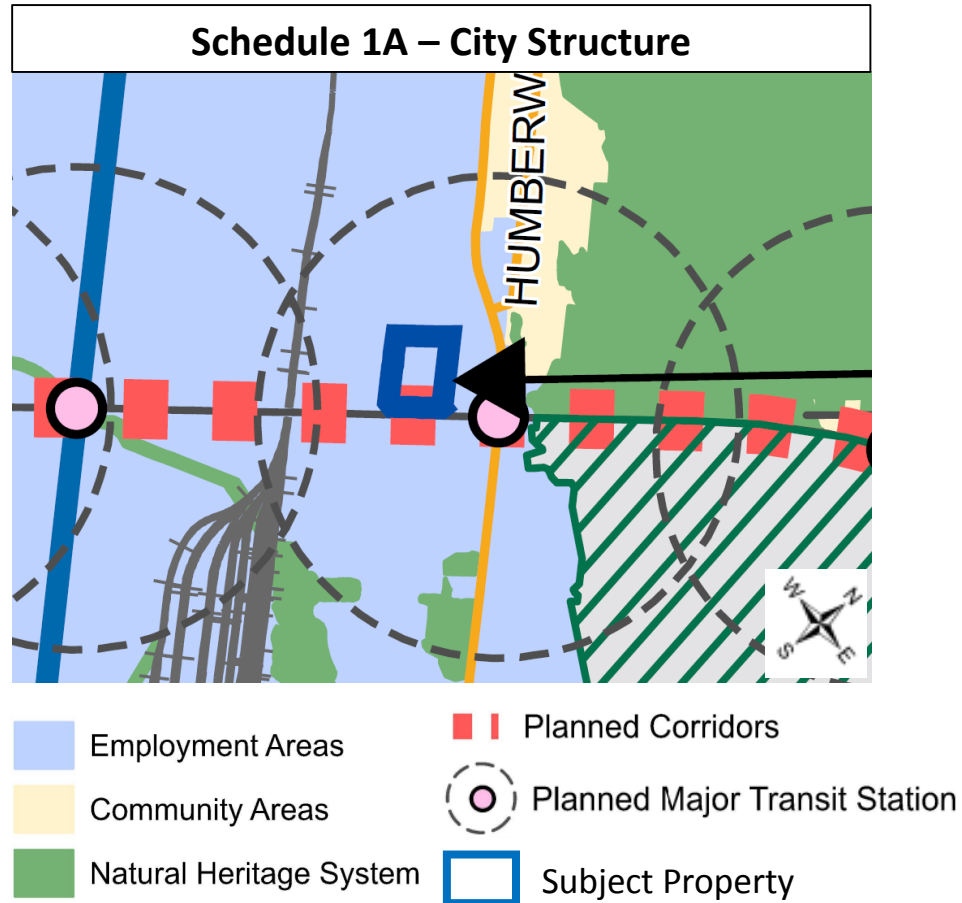 Schedule 1A – City Structure
HUMBERW
W
N
S
E
Employment Areas
Planned Corridors
Community Areas
Planned Major Transit Station
Natural Heritage System
Subject Property